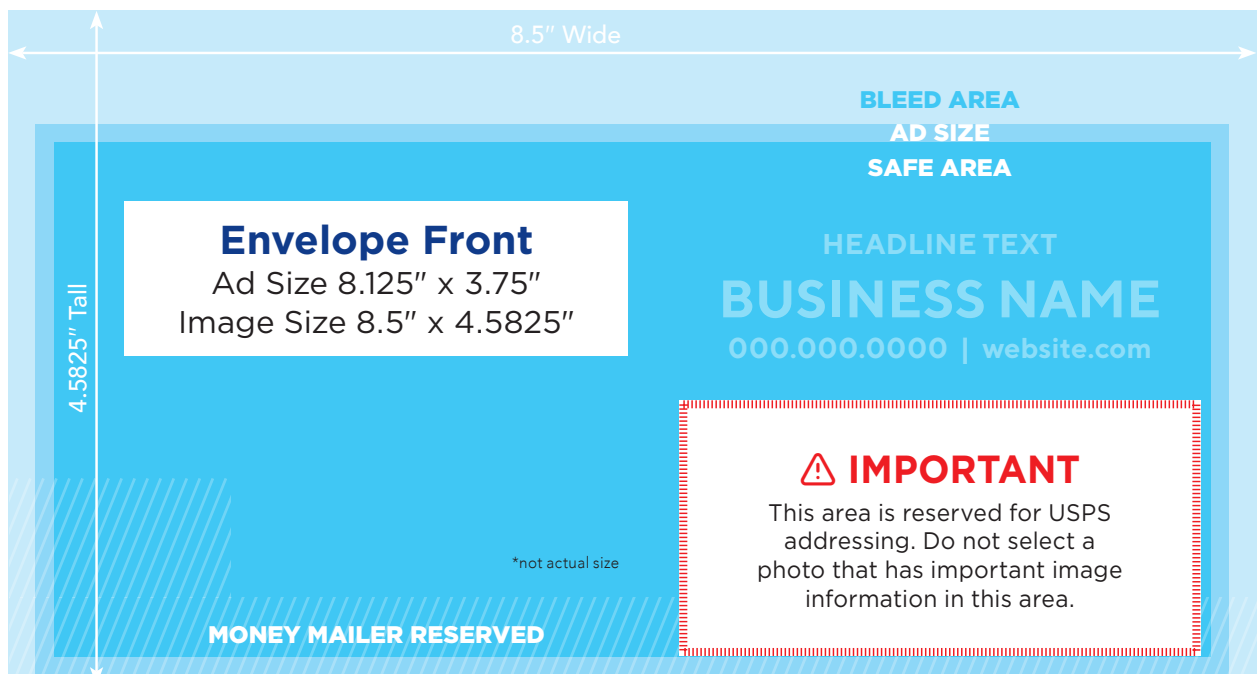 8.5" Wide
4.5825" Tall
BLEED AREA
AD SIZE
SAFE AREA
Envelope Front
Ad Size 8.125" x 3.75"
Image Size 8.5" x 4.5825"
HEADLINE TEXT
BUSINESS NAME
000.000.0000 | website.com
IMPORTANT
This area is reserved for USPS
addressing. Do not select a
photo that has important image
information in this area.
*not actual size
MONEY MAILER RESERVED